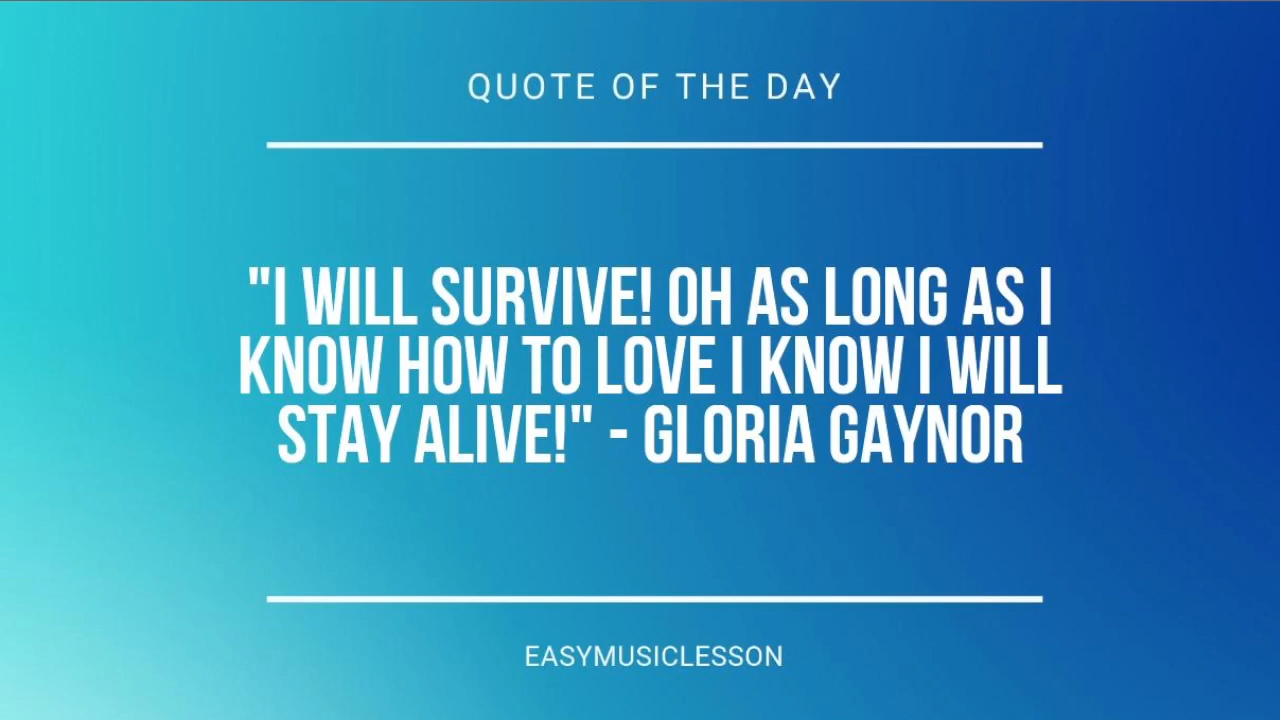 QUOTE OF THE DAY
"I WILL SURVIVE! OH AS LONG AS I
KNOW HOW TO LOVE I KNOW I WILL
STAY ALIVE!" - GLORIA GAYNOR
EASYMUSICLESSON